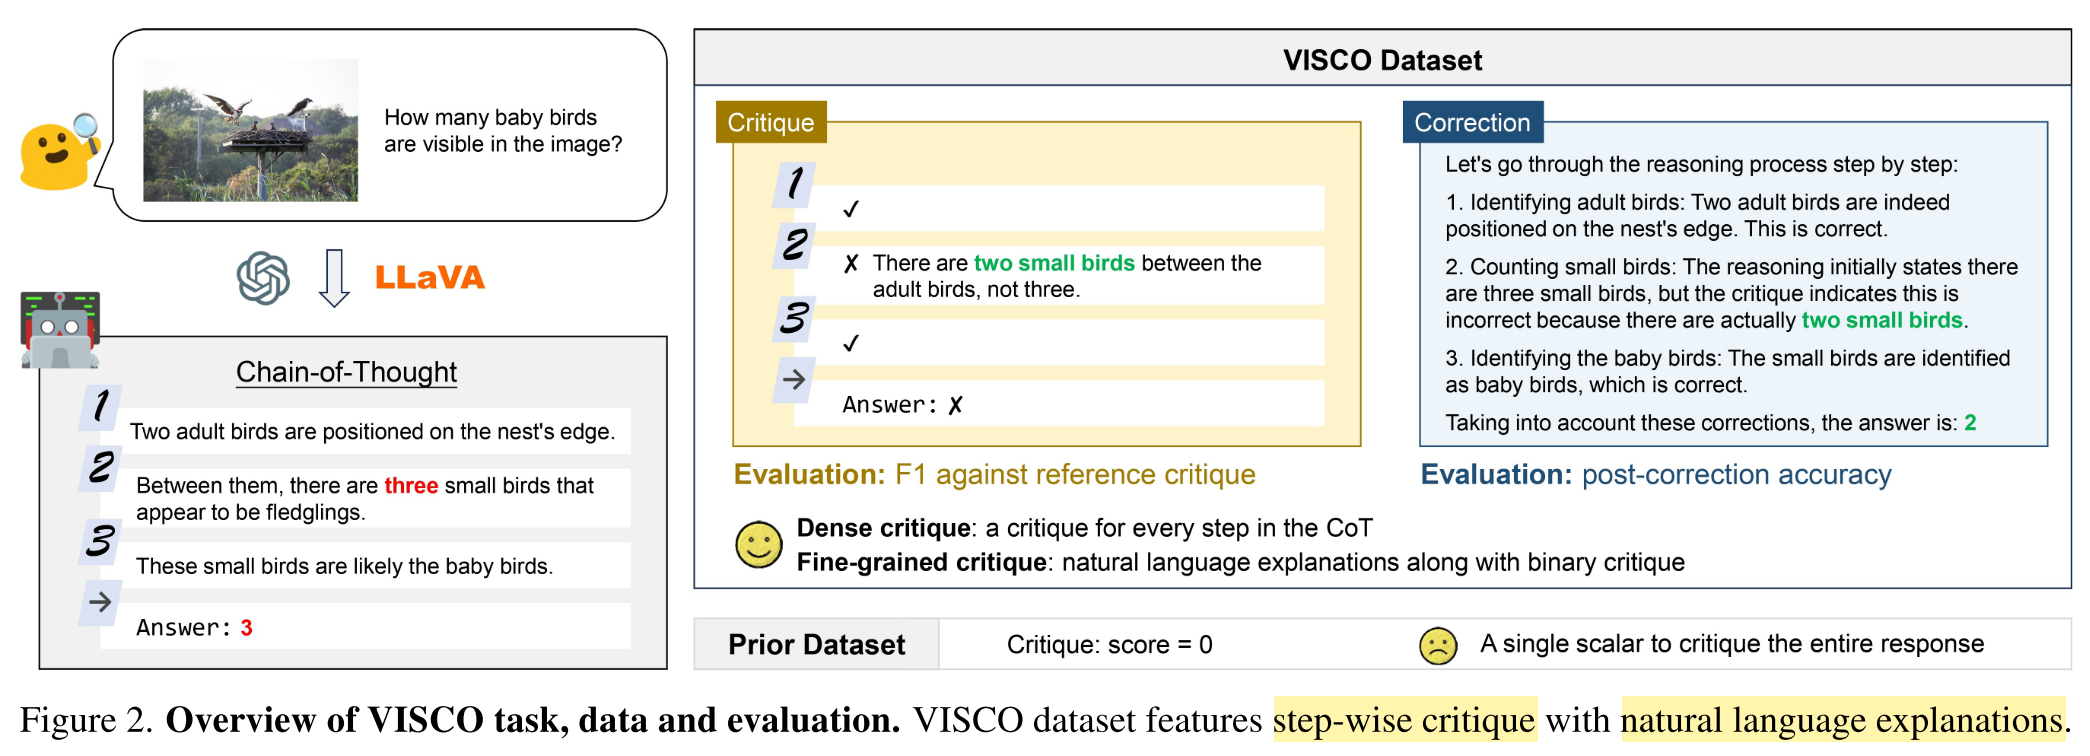 How many baby birds
are visible in the image?
LLaVA
Chain-of-Thought
1
Two adult birds are positioned on the nest's edge.
2
Between them, there are three small birds that
appear to be fledglings.
3
These small birds are likely the baby birds.
→
Answer: 3
VISCO Dataset
Critique
1
✓
2
✗ There are two small birds between the
adult birds, not three.
3
✓
→
Answer: ✗
Evaluation: F1 against reference critique
Correction
Let's go through the reasoning process step by step:
1. Identifying adult birds: Two adult birds are indeed
positioned on the nest's edge. This is correct.
2. Counting small birds: The reasoning initially states there
are three small birds, but the critique indicates this is
incorrect because there are actually two small birds.
3. Identifying the baby birds: The small birds are identified
as baby birds, which is correct.
Taking into account these corrections, the answer is: 2
Evaluation: post-correction accuracy
Dense critique: a critique for every step in the CoT
Fine-grained critique: natural language explanations along with binary critique
Prior Dataset
Critique: score = 0
A single scalar to critique the entire response
Figure 2. Overview of VISCO task, data and evaluation. VISCO dataset features step-wise critique with natural language explanations.